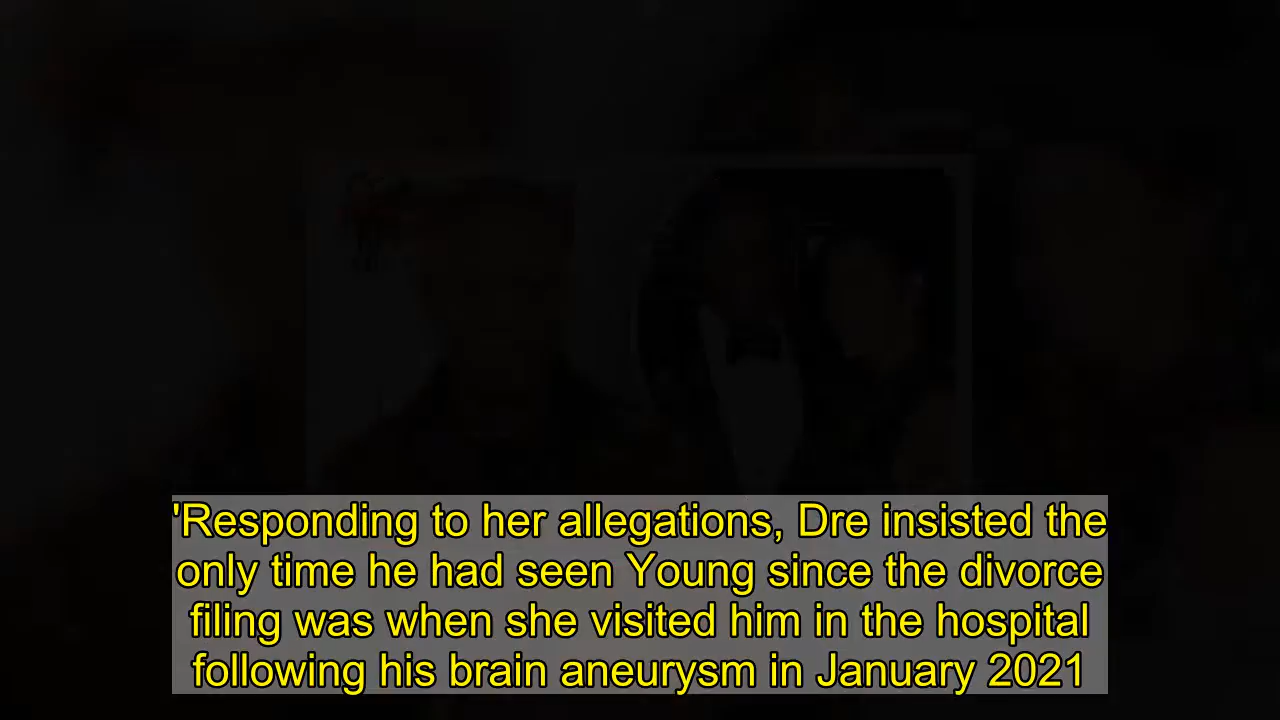 'Responding to her allegations, Dre insisted the
only time he had seen Young since the divorce
filing was when she visited him in the hospital
following his brain aneurysm in January 2021